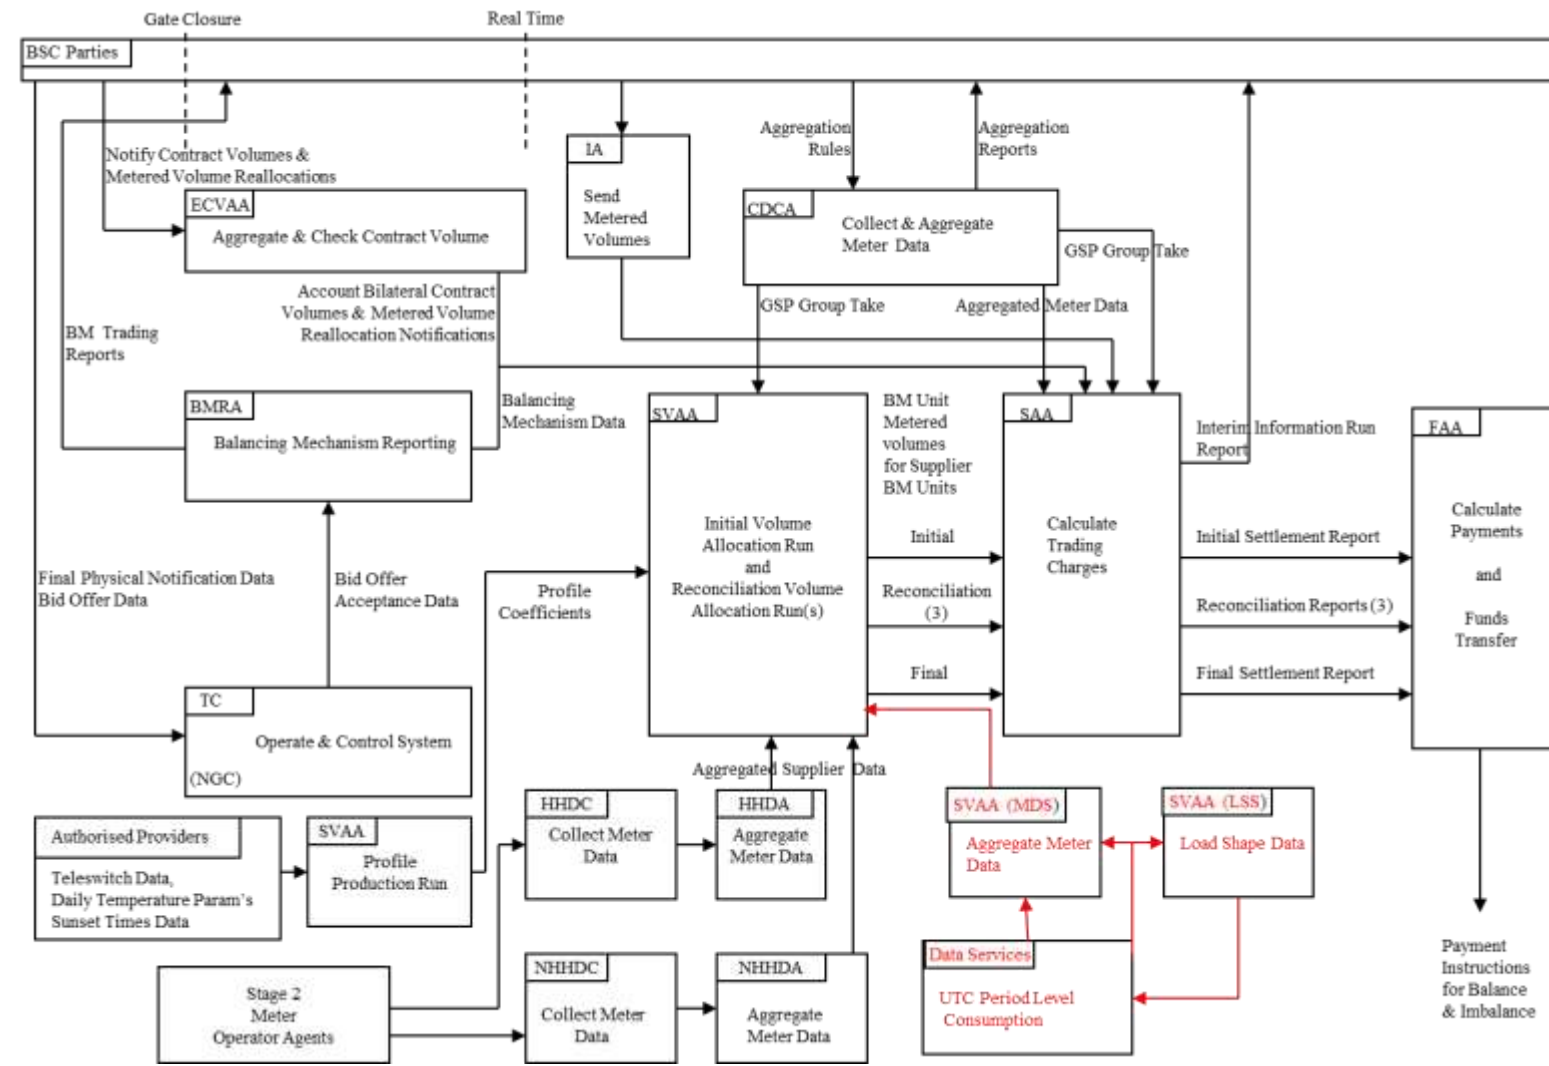 Gate Closure
Real Time
BSC Parties
Notify Contract Volumes &
Metered Volume Reallocations
IA
Send
Metered
Volumes
Aggregation
Rules
Aggregation
Reports
ECVAA
Aggregate & Check Contract Volume
CDCA
Collect & Aggregate
Meter Data
GSP Group Take
Account Bilateral Contract
Volumes & Metered Volume
Reallocation Notifications
GSP Group Take
Aggregated Meter Data
BM Trading
Reports
BMRA
Balancing Mechanism Reporting
Balancing
Mechanism Data
SVAA
Initial Volume
Allocation Run
and
Reconciliation Volume
Allocation Run(s)
BM Unit
Metered
volumes
for Supplier
BM Units
Initial
Reconciliation
(3)
Final
SAA
Calculate
Trading
Charges
Interim Information Run
Report
Initial Settlement Report
Reconciliation Reports (3)
Final Settlement Report
FAA
Calculate
Payments
and
Funds
Transfer
Final Physical Notification Data
Bid Offer Data
Bid Offer
Acceptance Data
Profile
Coefficients
TC
Operate & Control System
(NGC)
Aggregated Supplier Data
Authorised Providers
Teleswitch Data,
Daily Temperature Param's
Sunset Times Data
SVAA
Profile
Production Run
HHDC
Collect Meter
Data
HHDA
Aggregate
Meter Data
SVAA (MDS)
Aggregate Meter
Data
SVAA (LSS)
Load Shape Data
Stage 2
Meter
Operator Agents
NHHDC
Collect Meter
Data
NHHDA
Aggregate
Meter Data
Data Services
UTC Period Level
Consumption
Payment
Instructions
for Balance
& Imbalance